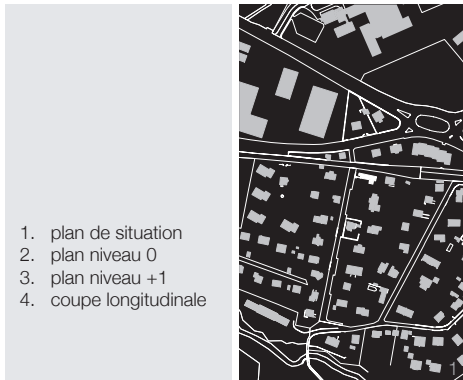 1. plan de situation
2. plan niveau 0
3. plan niveau +1
4. coupe longitudinale
1